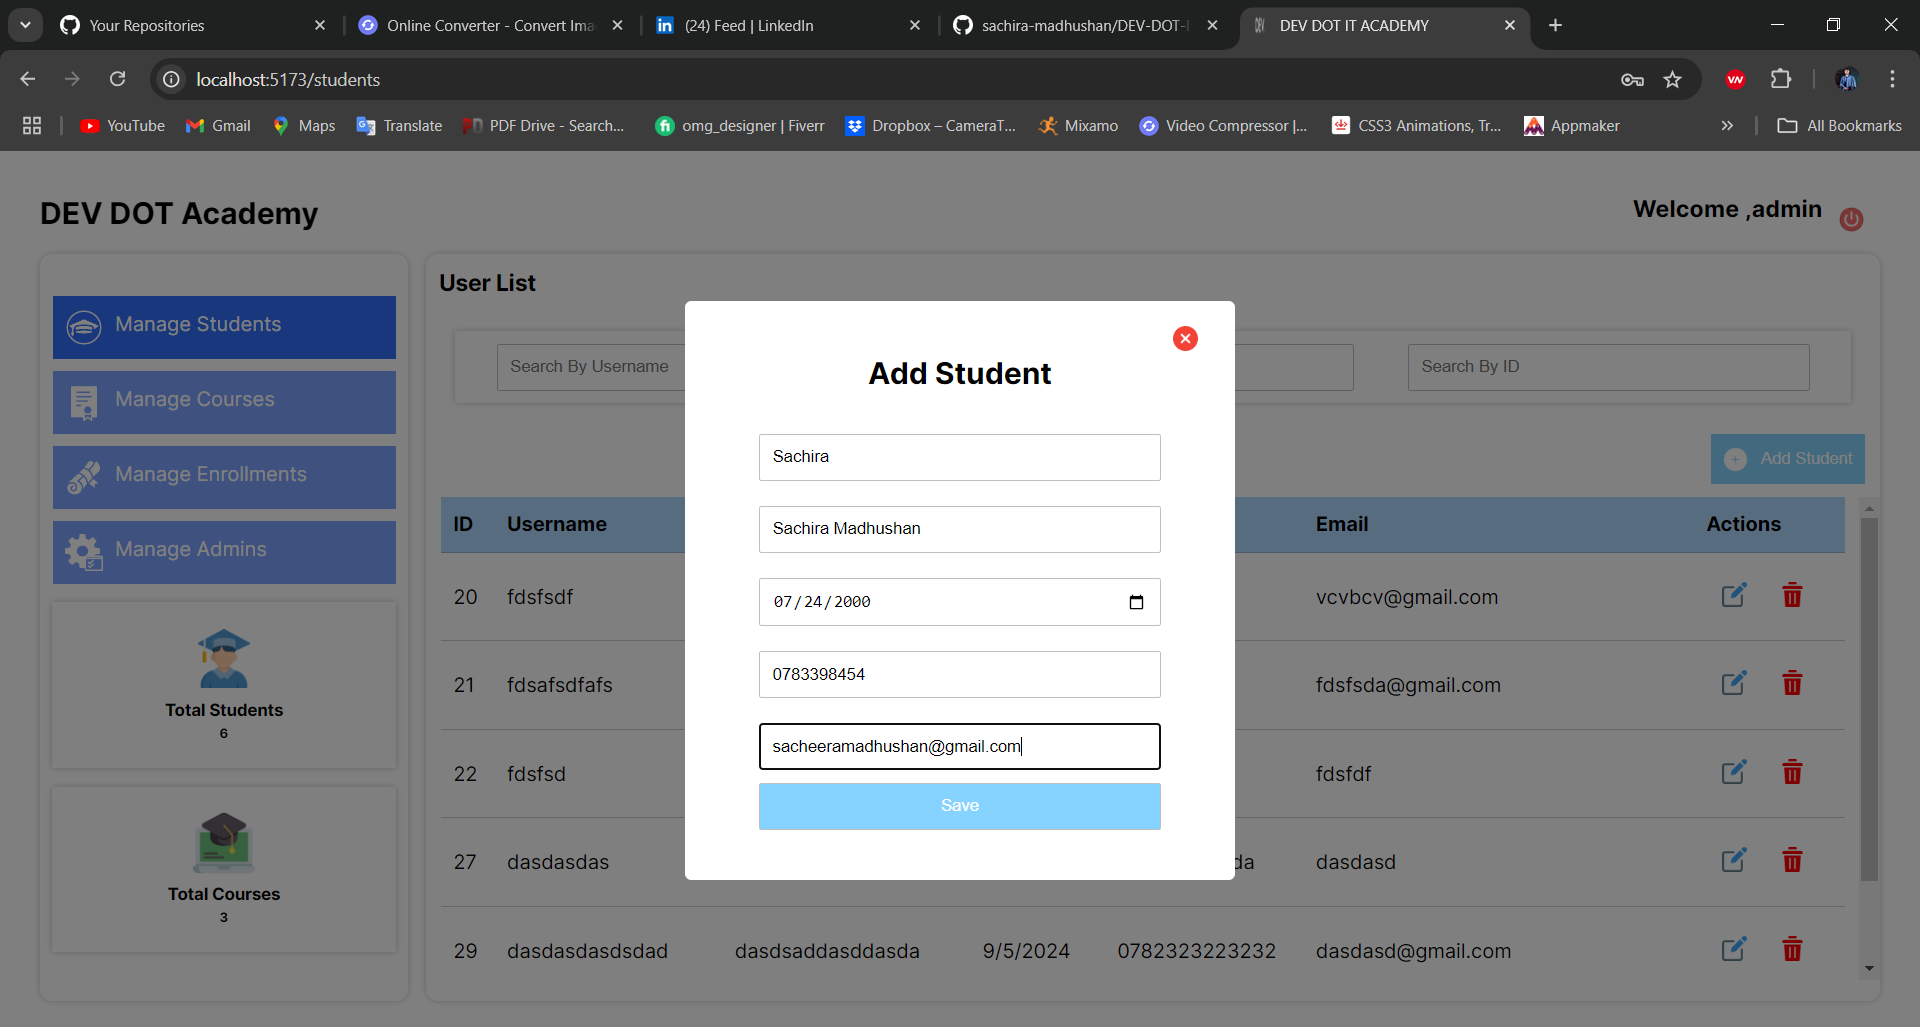 Your Repositories
Online Converter - Convert Ima
(24) Feed | LinkedIn
sachira-madhushan/DEV-DOT-
DEV DOT IT ACADEMY
localhost:5173/students
YouTube
Gmail
Maps
Translate
PDF Drive - Search...
omg_designer | Fiverr
Dropbox – CameraT...
Mixamo
Video Compressor |...
CSS3 Animations, Tr...
Appmaker
All Bookmarks
DEV DOT Academy
Welcome ,admin
Manage Students
Manage Courses
Manage Enrollments
Manage Admins
Total Students
6
Total Courses
3
User List
Search By Username
Search By ID
Add Student
ID Username Email Actions
20 fdsfsdf vcvbcv@gmail.com
21 fdsafsdfafs fdsfsda@gmail.com
22 fdsfsd fdsfdf
27 dasdasdas da dasdasd
29 dasdasdasdsdad dasdsaddasddasda 9/5/2024 0782323223232 dasdasd@gmail.com
Add Student
Sachira
Sachira Madhushan
07/24/2000
0783398454
sacheeramadhushan@gmail.com
Save